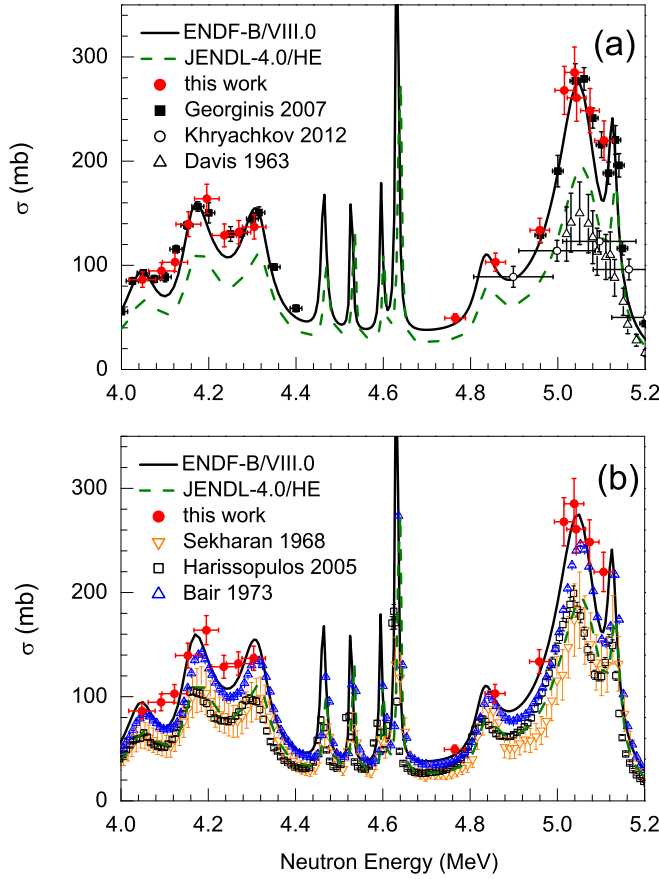 ENDF-B/VIII.0
JENDL-4.0/HE
this work
Georginis 2007
Khryachkov 2012
Davis 1963
(a)
300
200
100
0
σ (mb)
4.0 4.2 4.4 4.6 4.8 5.0 5.2
ENDF-B/VIII.0
JENDL-4.0/HE
this work
Sekharan 1968
Harissopulos 2005
Bair 1973
(b)
300
200
100
0
σ (mb)
4.0 4.2 4.4 4.6 4.8 5.0 5.2
Neutron Energy (MeV)